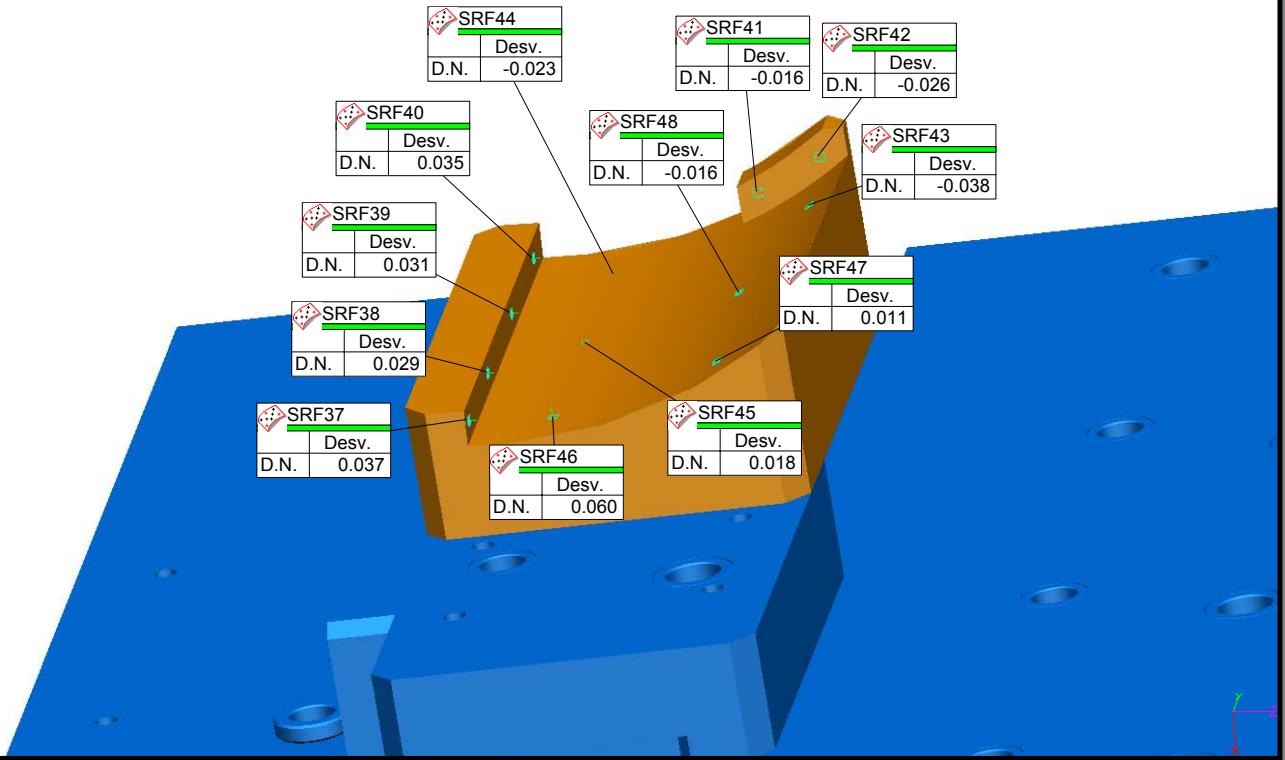 SRF44
Desv.
D.N. -0.023
SRF41
Desv.
D.N. -0.016
SRF42
Desv.
D.N. -0.026
SRF40
Desv.
D.N. 0.035
SRF48
Desv.
D.N. -0.016
SRF43
Desv.
D.N. -0.038
SRF39
Desv.
D.N. 0.031
SRF47
Desv.
D.N. 0.011
SRF38
Desv.
D.N. 0.029
SRF37
Desv.
D.N. 0.037
SRF45
Desv.
D.N. 0.018
SRF46
Desv.
D.N. 0.060
Y
Z
X